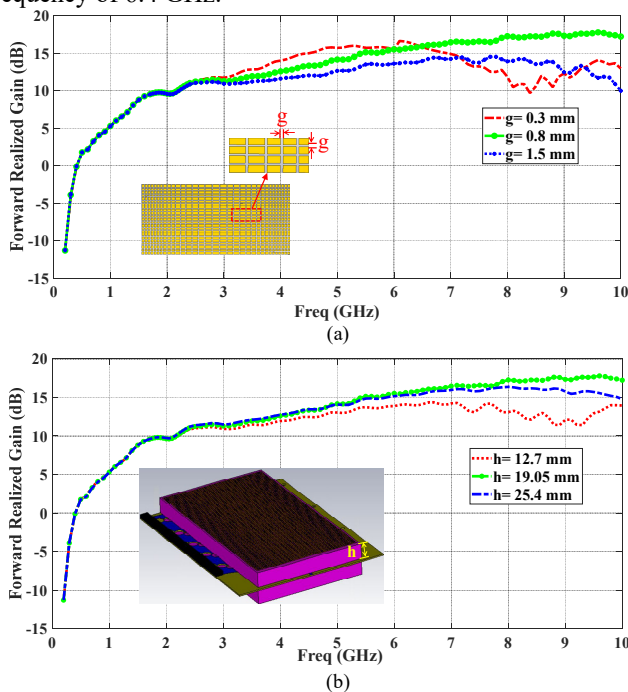 equency of 0.4 GHz.
20
15
10
5
0
-5
-10
-15
Forward Realized Gain (dB)
g
g
g= 0.3 mm
g= 0.8 mm
g= 1.5 mm
0 1 2 3 4 5 6 7 8 9 10
Freq (GHz)
(a)
20
15
10
5
0
-5
-10
-15
Forward Realized Gain (dB)
h= 12.7 mm
h= 19.05 mm
h= 25.4 mm
h
0 1 2 3 4 5 6 7 8 9 10
Freq (GHz)
(b)